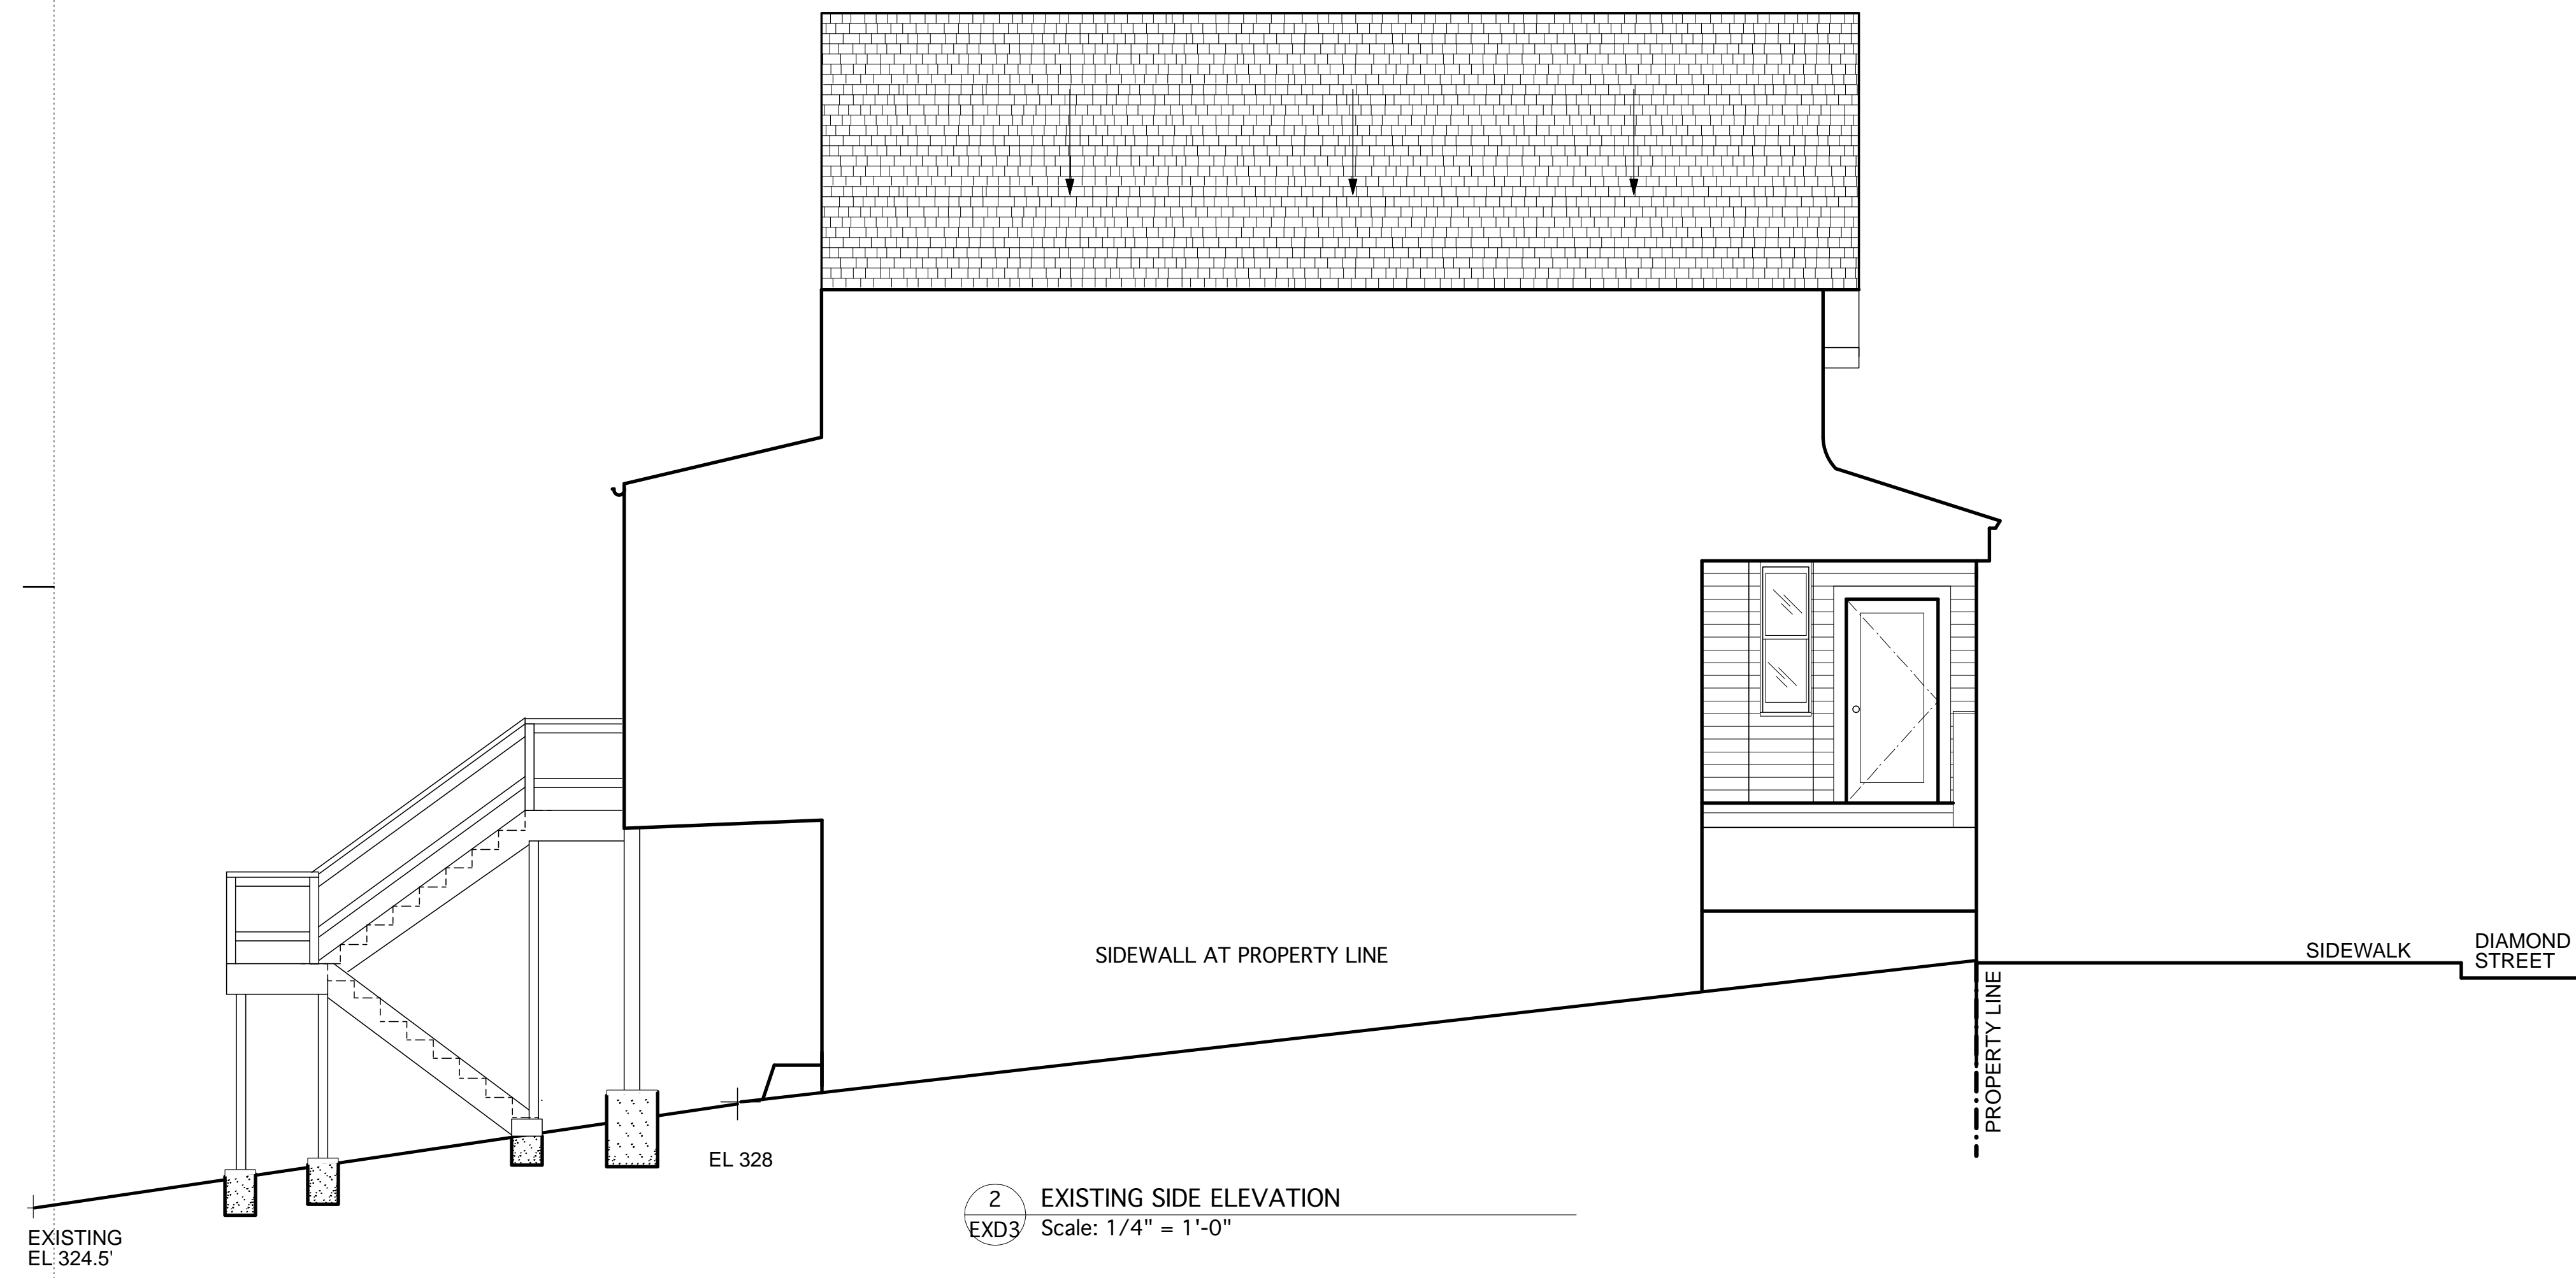 SIDEWALL AT PROPERTY LINE
SIDEWALK
DIAMOND
STREET
PROPERTY LINE
EL 328
EXISTING
EL 324.5'
2
EXD3
EXISTING SIDE ELEVATION
Scale: 1/4" = 1'-0"